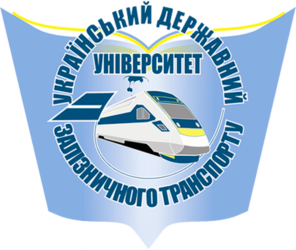 УКРАЇНСЬКИЙ ДЕРЖАВНИЙ
УНІВЕРСИТЕТ
ЗАЛІЗНИЧНОГО ТРАНСПОРТУ